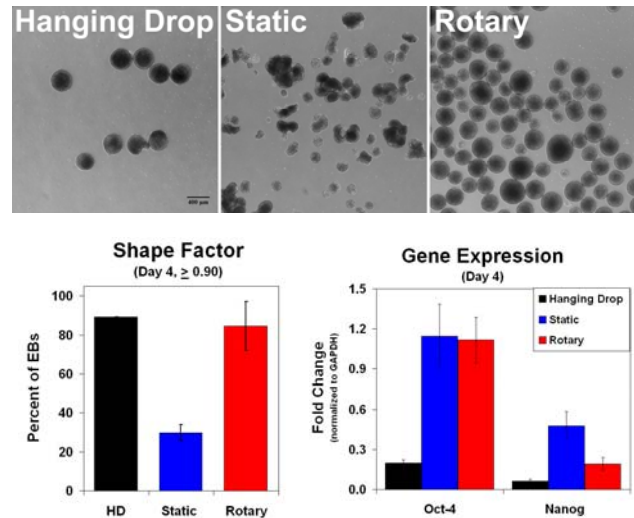 Hanging Drop
Static
Rotary
400 μm
Shape Factor
(Day 4, ≥ 0.90)
Percent of EBs
80
60
40
20
0
HD
Static
Rotary
Gene Expression
(Day 4)
Fold Change
(normalized to GAPDH)
1.5
1.2
0.9
0.6
0.3
0.0
Hanging Drop
Static
Rotary
Oct-4
Nanog